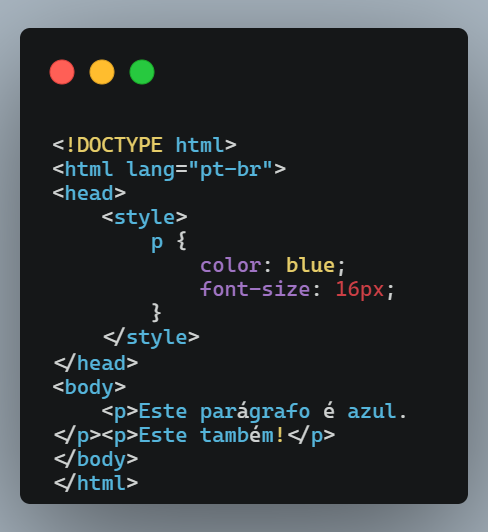 <!DOCTYPE html>
<html lang="pt-br">
<head>
    <style>
        p {
            color: blue;
            font-size: 16px;
        }
    </style>
</head>
<body>
    <p>Este parágrafo é azul.
</p><p>Este também!</p>
</body>
</html>